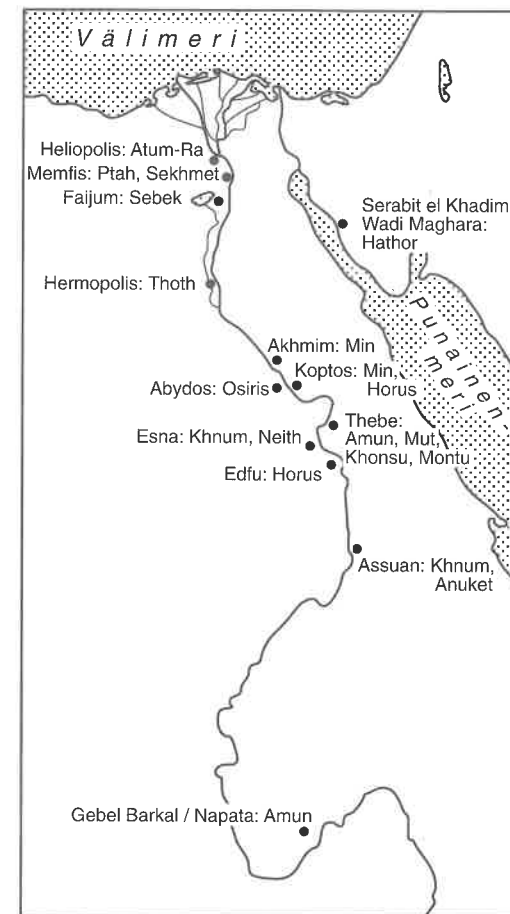 Välimeri
Heliopolis: Atum-Ra
Memfis: Ptah, Sekhmet
Faijum: Sebek
Serabit el Khadim
Wadi Maghara:
Hathor
Hermopolis: Thoth
Punainen-
meri
Akhmim: Min
Koptos: Min,
Horus
Abydos: Osiris
Thebe:
Amun, Mut,
Khonsu, Montu
Esna: Khnum, Neith
Edfu: Horus
Assuan: Khnum,
Anuket
Gebel Barkal / Napata: Amun